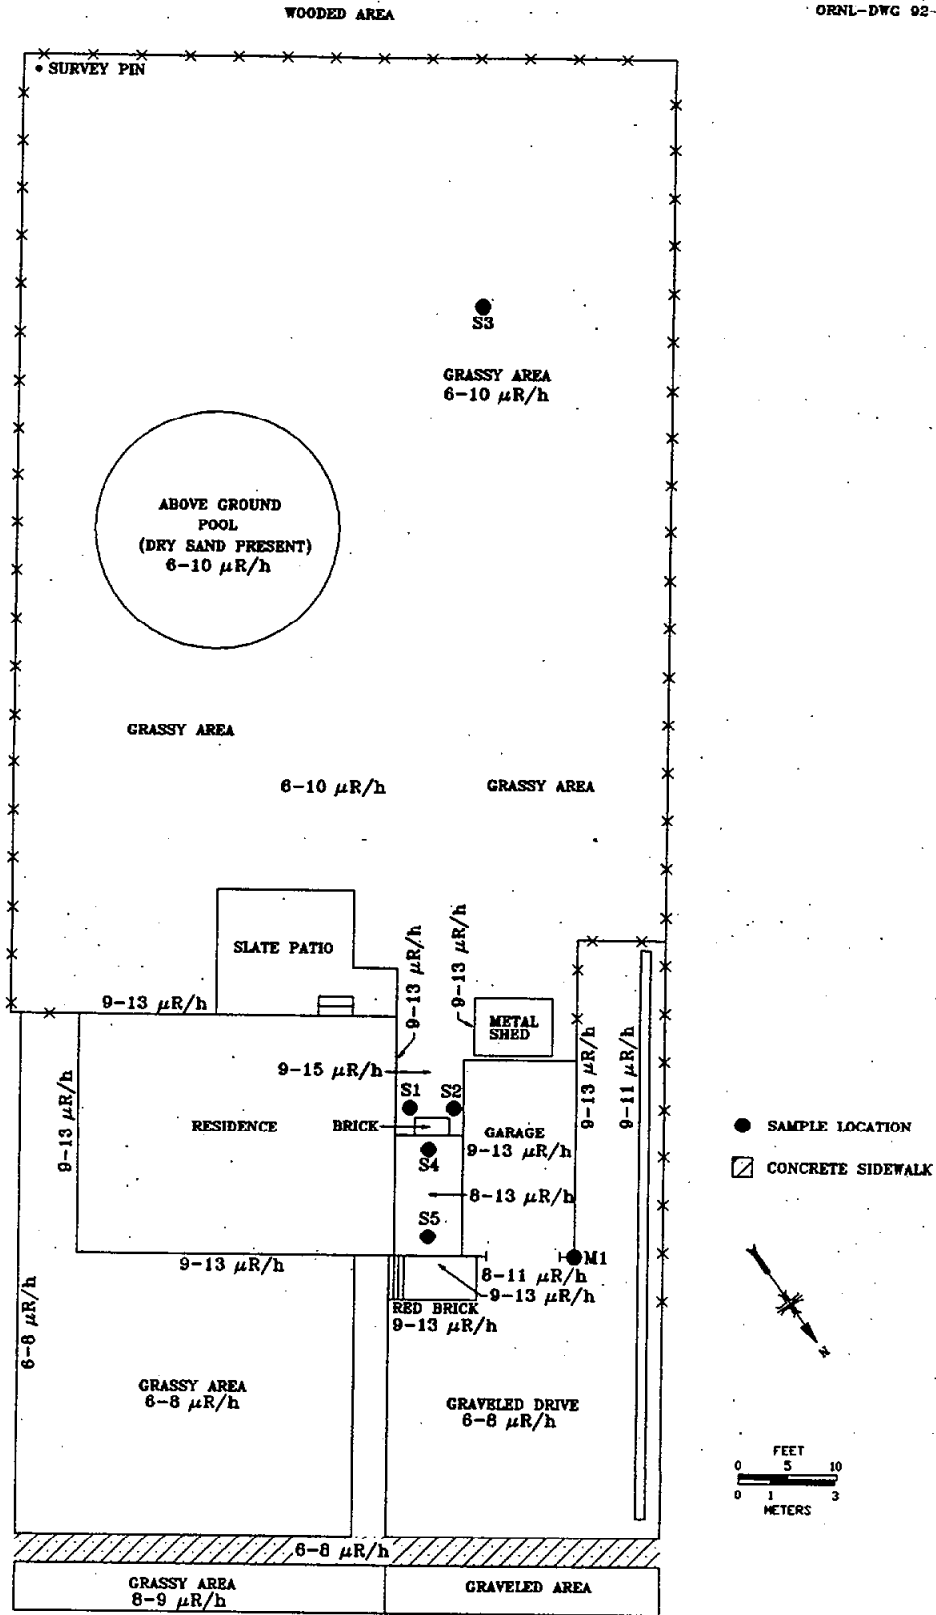 WOODED AREA
ORNL-DWG 92-
SURVEY PIN
S3
GRASSY AREA
6-10 μR/h
ABOVE GROUND
POOL
(DRY SAND PRESENT)
6-10 μR/h
GRASSY AREA
6-10 μR/h
GRASSY AREA
SLATE PATIO
9-13 μR/h
9-13 μR/h
9-13 μR/h
METAL
SHED
9-13 μR/h
9-11 μR/h
9-15 μR/h
9-13 μR/h
S1
S2
RESIDENCE
BRICK
GARAGE
9-13 μR/h
S4
8-13 μR/h
S5
M1
9-13 μR/h
8-11 μR/h
9-13 μR/h
RED BRICK
9-13 μR/h
6-8 μR/h
GRASSY AREA
6-8 μR/h
GRAVELED DRIVE
6-8 μR/h
6-8 μR/h
GRASSY AREA
8-9 μR/h
GRAVELED AREA
SAMPLE LOCATION
CONCRETE SIDEWALK
N
FEET
0 5 10
0 1 3
METERS